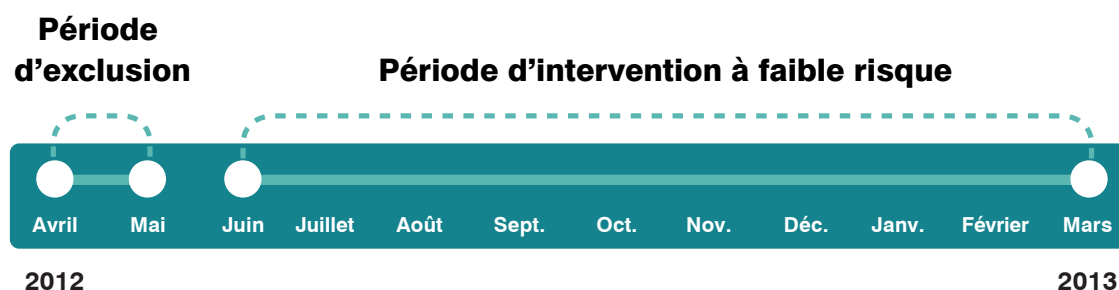 Période
d’exclusion
Période d’intervention à faible risque
Avril Mai Juin Juillet Août Sept. Oct. Nov. Déc. Janv. Février Mars
2012 2013